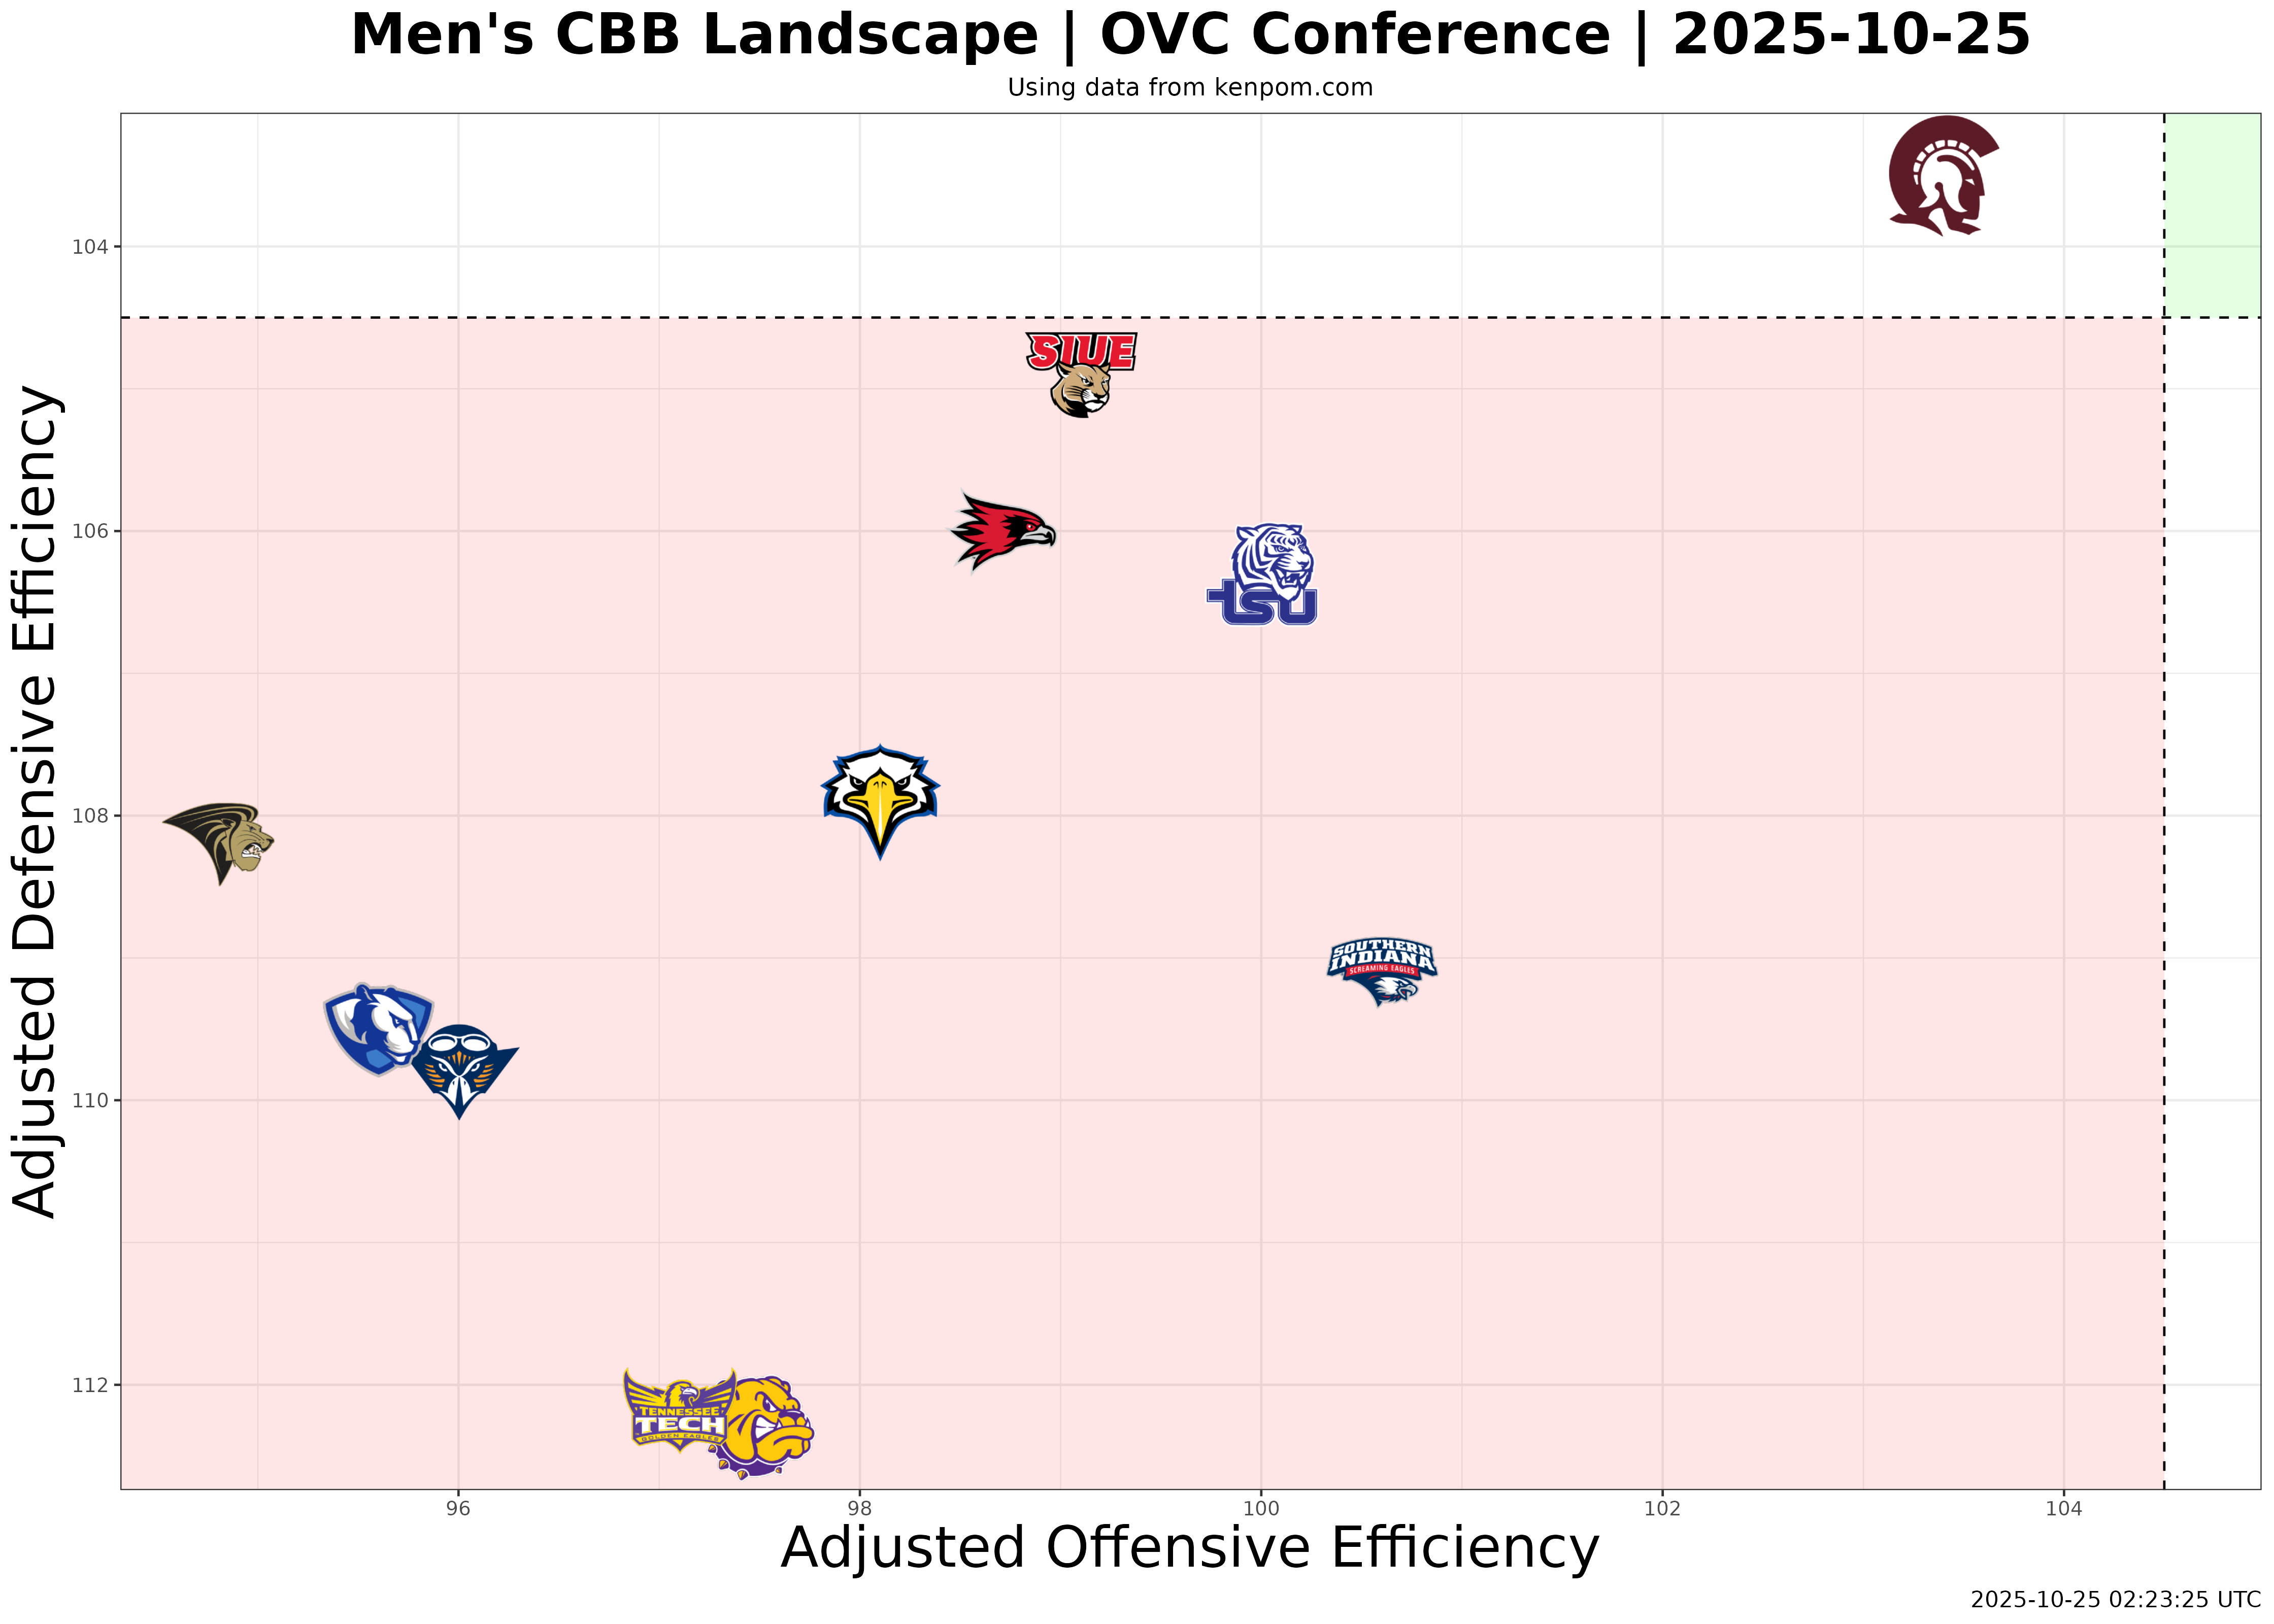 Men's CBB Landscape | OVC Conference | 2025-10-25
Using data from kenpom.com
Adjusted Defensive Efficiency
104
106
108
110
112
SIUE
tsu
SOUTHERN
INDIANA
SCREAMING EAGLES
TENNESSEE
TECH
GOLDEN EAGLES
96
98
100
102
104
Adjusted Offensive Efficiency
2025-10-25 02:23:25 UTC